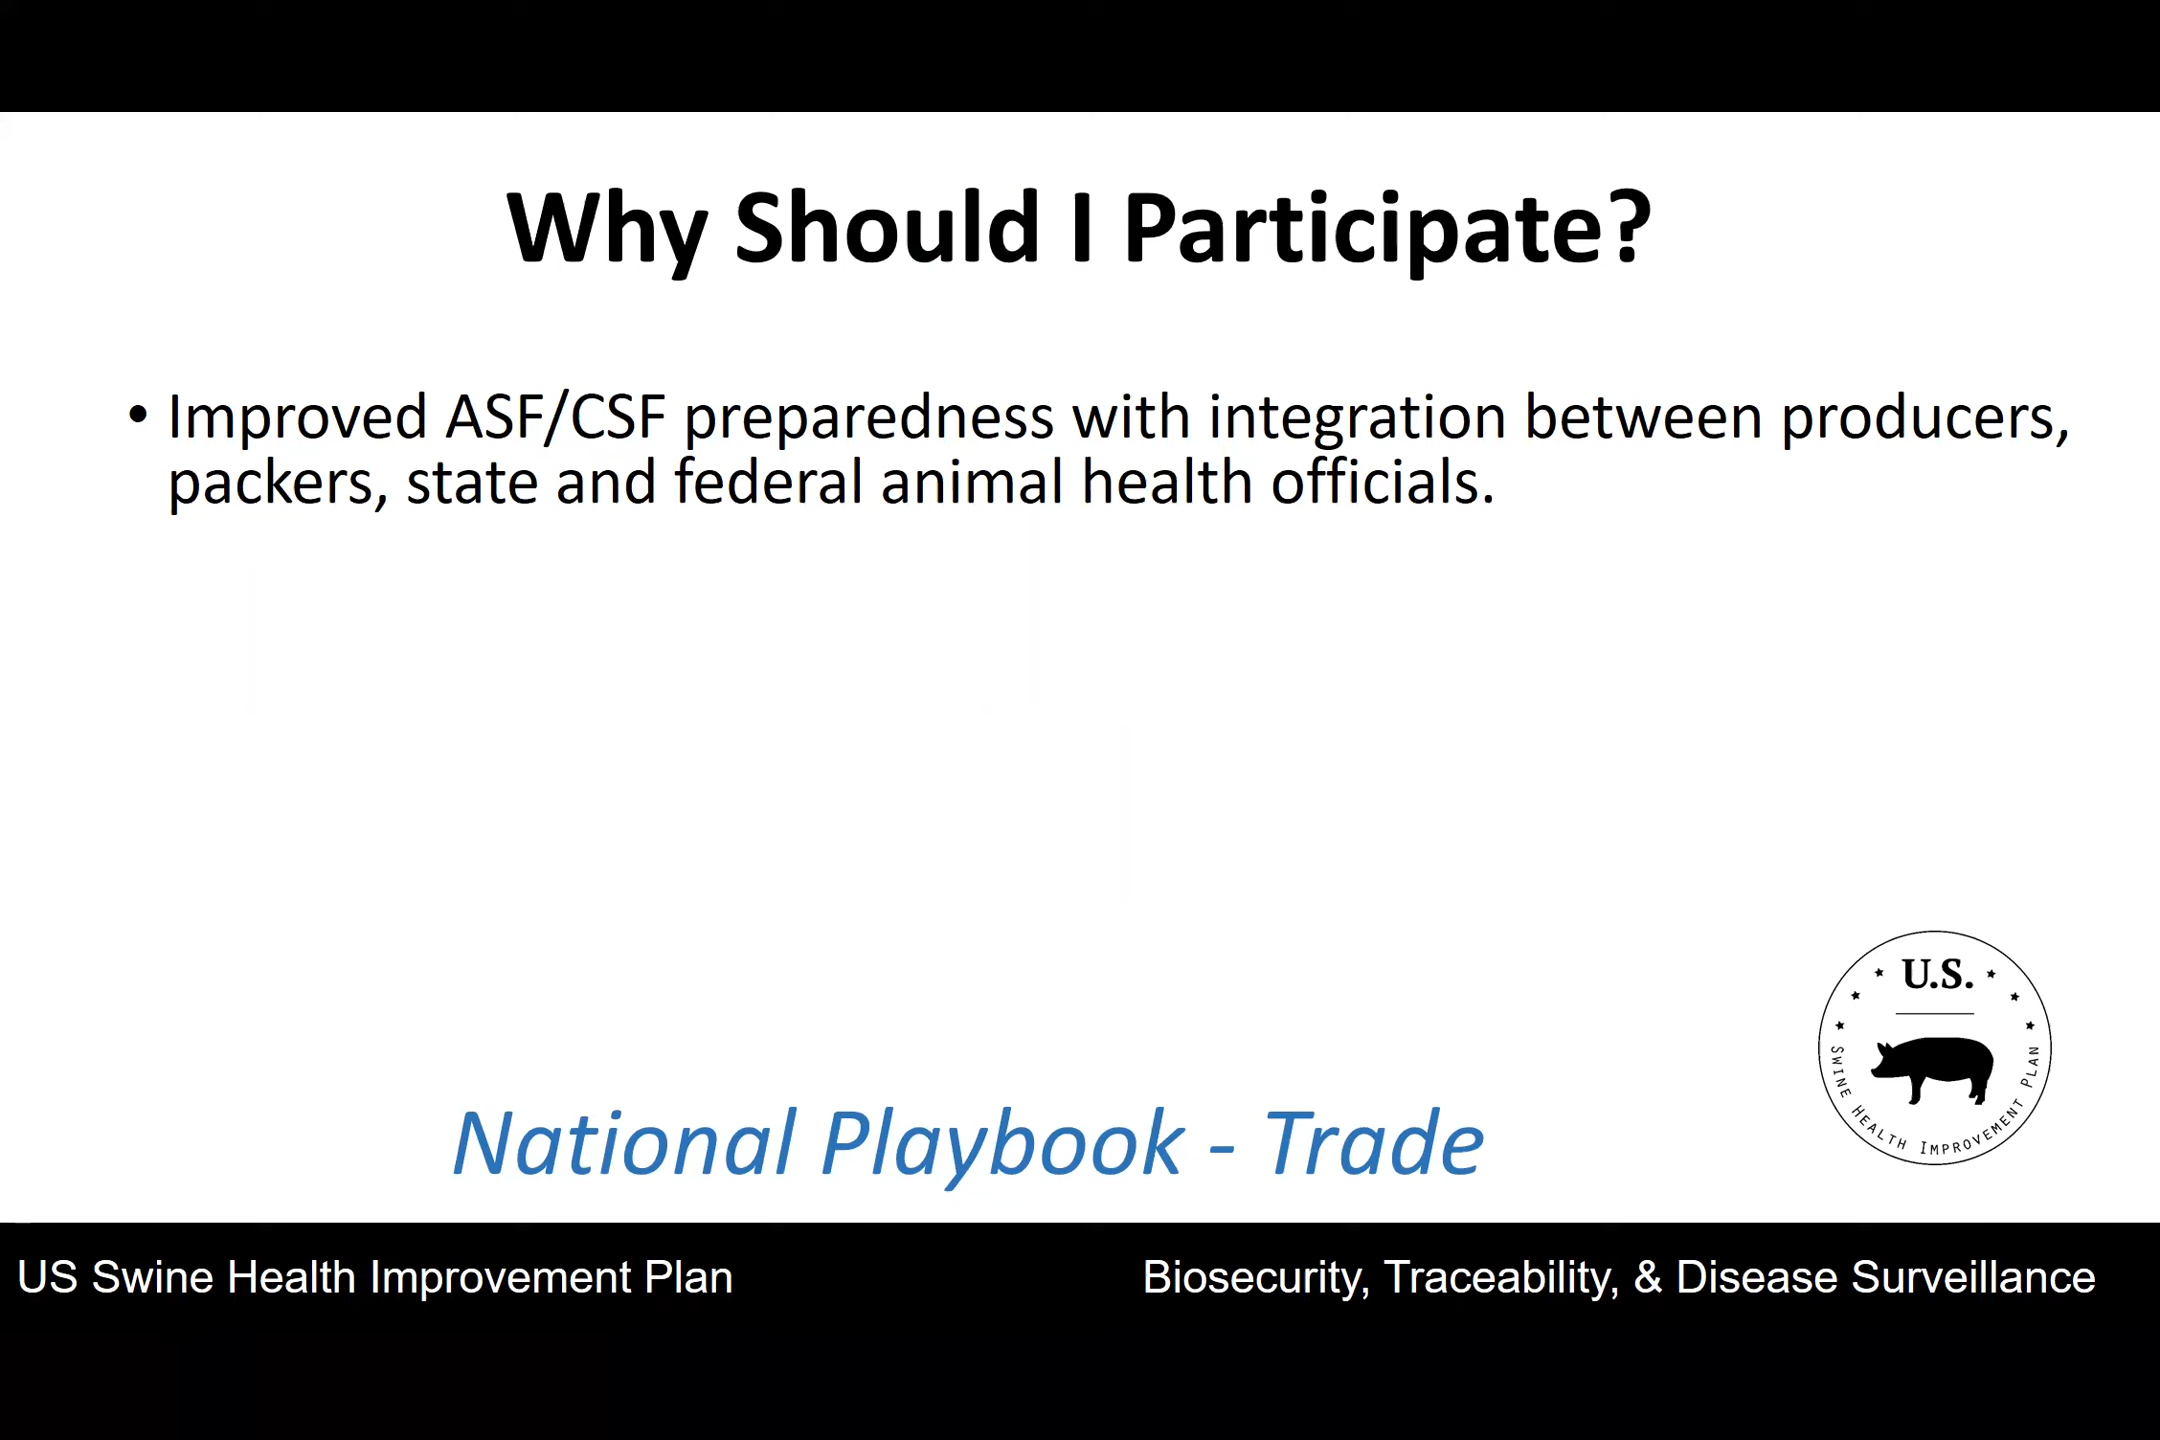 Why Should I Participate?
• Improved ASF/CSF preparedness with integration between producers,
packers, state and federal animal health officials.
U.S.
SWINE HEALTH IMPROVEMENT PLAN
National Playbook - Trade
US Swine Health Improvement Plan
Biosecurity, Traceability, & Disease Surveillance